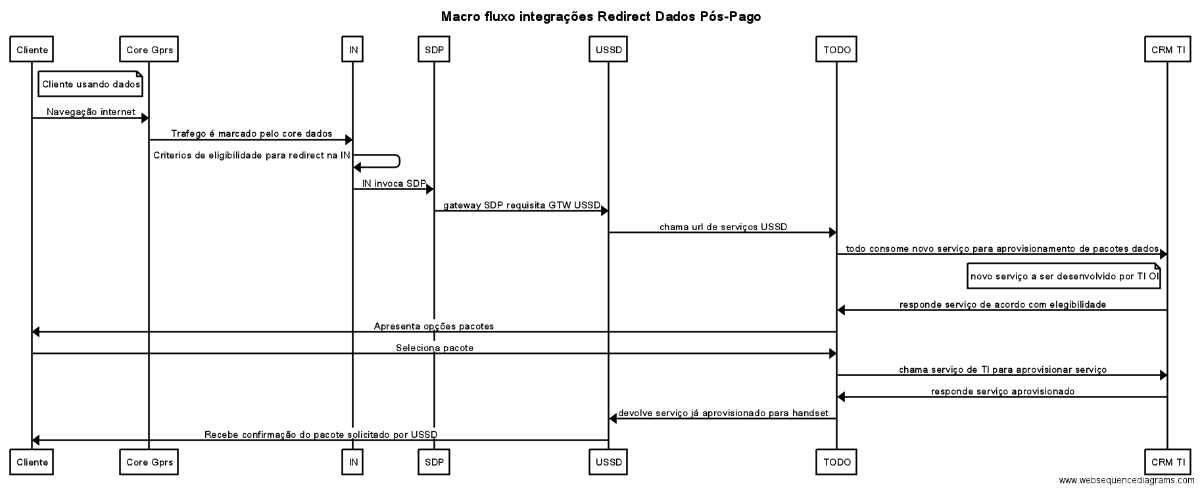 Macro fluxo integrações Redirect Dados Pós-Pago
Cliente
Core Gprs
IN
SDP
USSD
TODO
CRM TI
Cliente usando dados
Navegação internet
Trafego é marcado pelo core dados
Criterios de eligibilidade para redirect na IN
IN invoca SDP
gateway SDP requisita GTW USSD
chama url de serviços USSD
todo consome novo serviço para aprovisionamento de pacotes dados
novo serviço a ser desenvolvido por TI OI
responde serviço de acordo com elegibilidade
Apresenta opções pacotes
Seleciona pacote
chama serviço de TI para aprovisionar serviço
responde serviço aprovisionado
devolve serviço já aprovisionado para handset
Recebe confirmação do pacote solicitado por USSD
Cliente
Core Gprs
IN
SDP
USSD
TODO
CRM TI
www.websequencediagrams.com